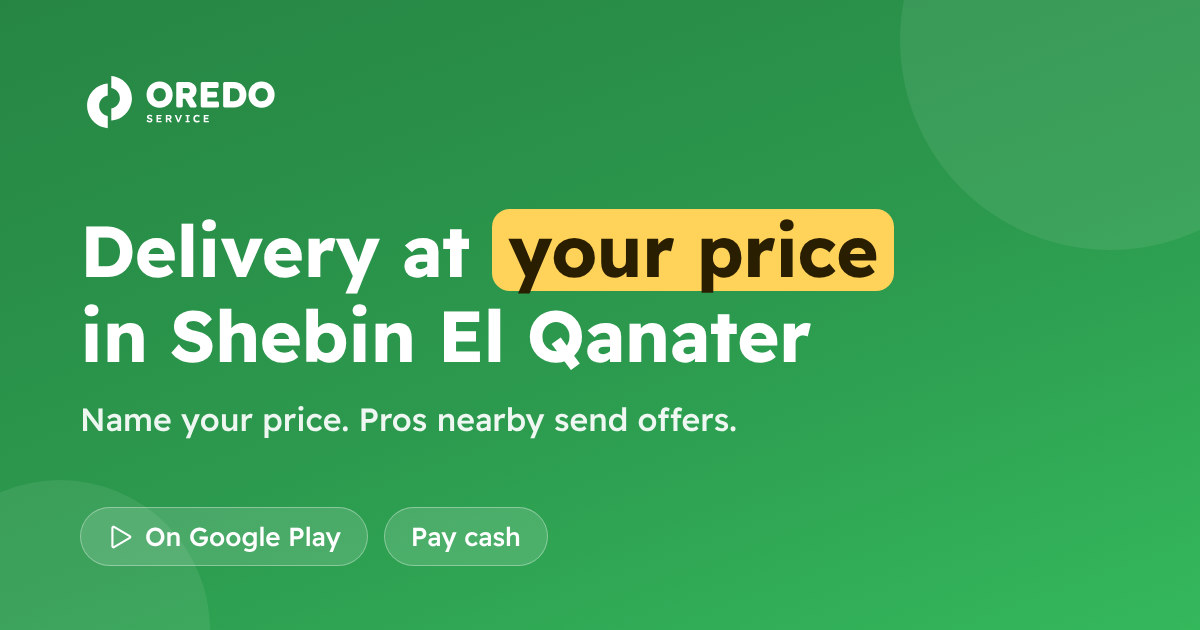 OREDO
SERVICE
Delivery at your price
in Shebin El Qanater
Name your price. Pros nearby send offers.
On Google Play
Pay cash